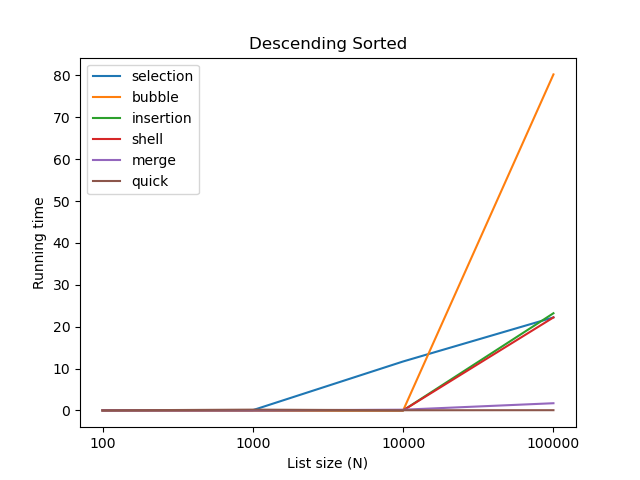 Descending Sorted
selection
bubble
insertion
shell
merge
quick
80
70
60
50
40
30
20
10
0
Running time
100 1000 10000 100000
List size (N)